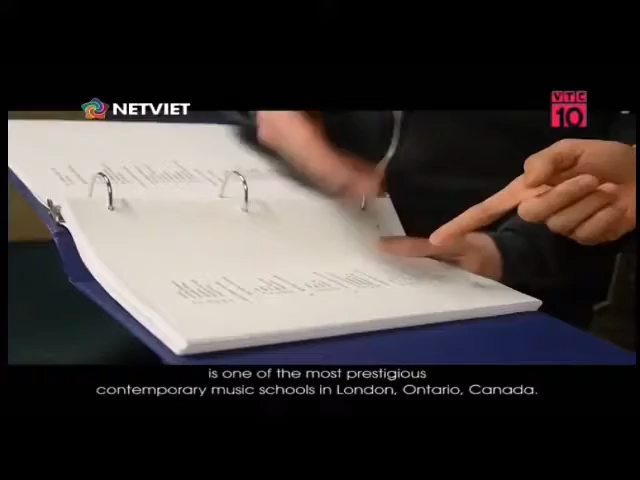 NETVIET
VTC
10
is one of the most prestigious
contemporary music schools in London, Ontario, Canada.